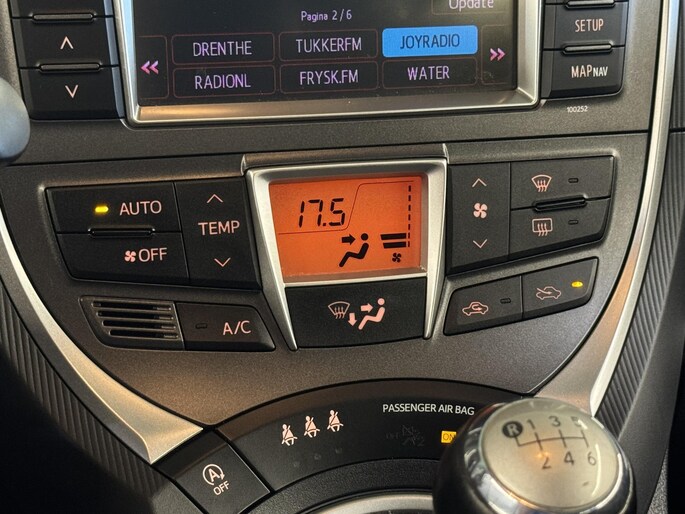 Update
Pagina 2/6
DRENTHE TUKKERFM JOYRADIO
RADIONL FRYSK.FM WATER
SETUP
MAP NAV
100252
AUTO
OFF
TEMP
17.5
A/C
PASSENGER AIR BAG
ON
OFF
A
R 1 3 5
2 4 6